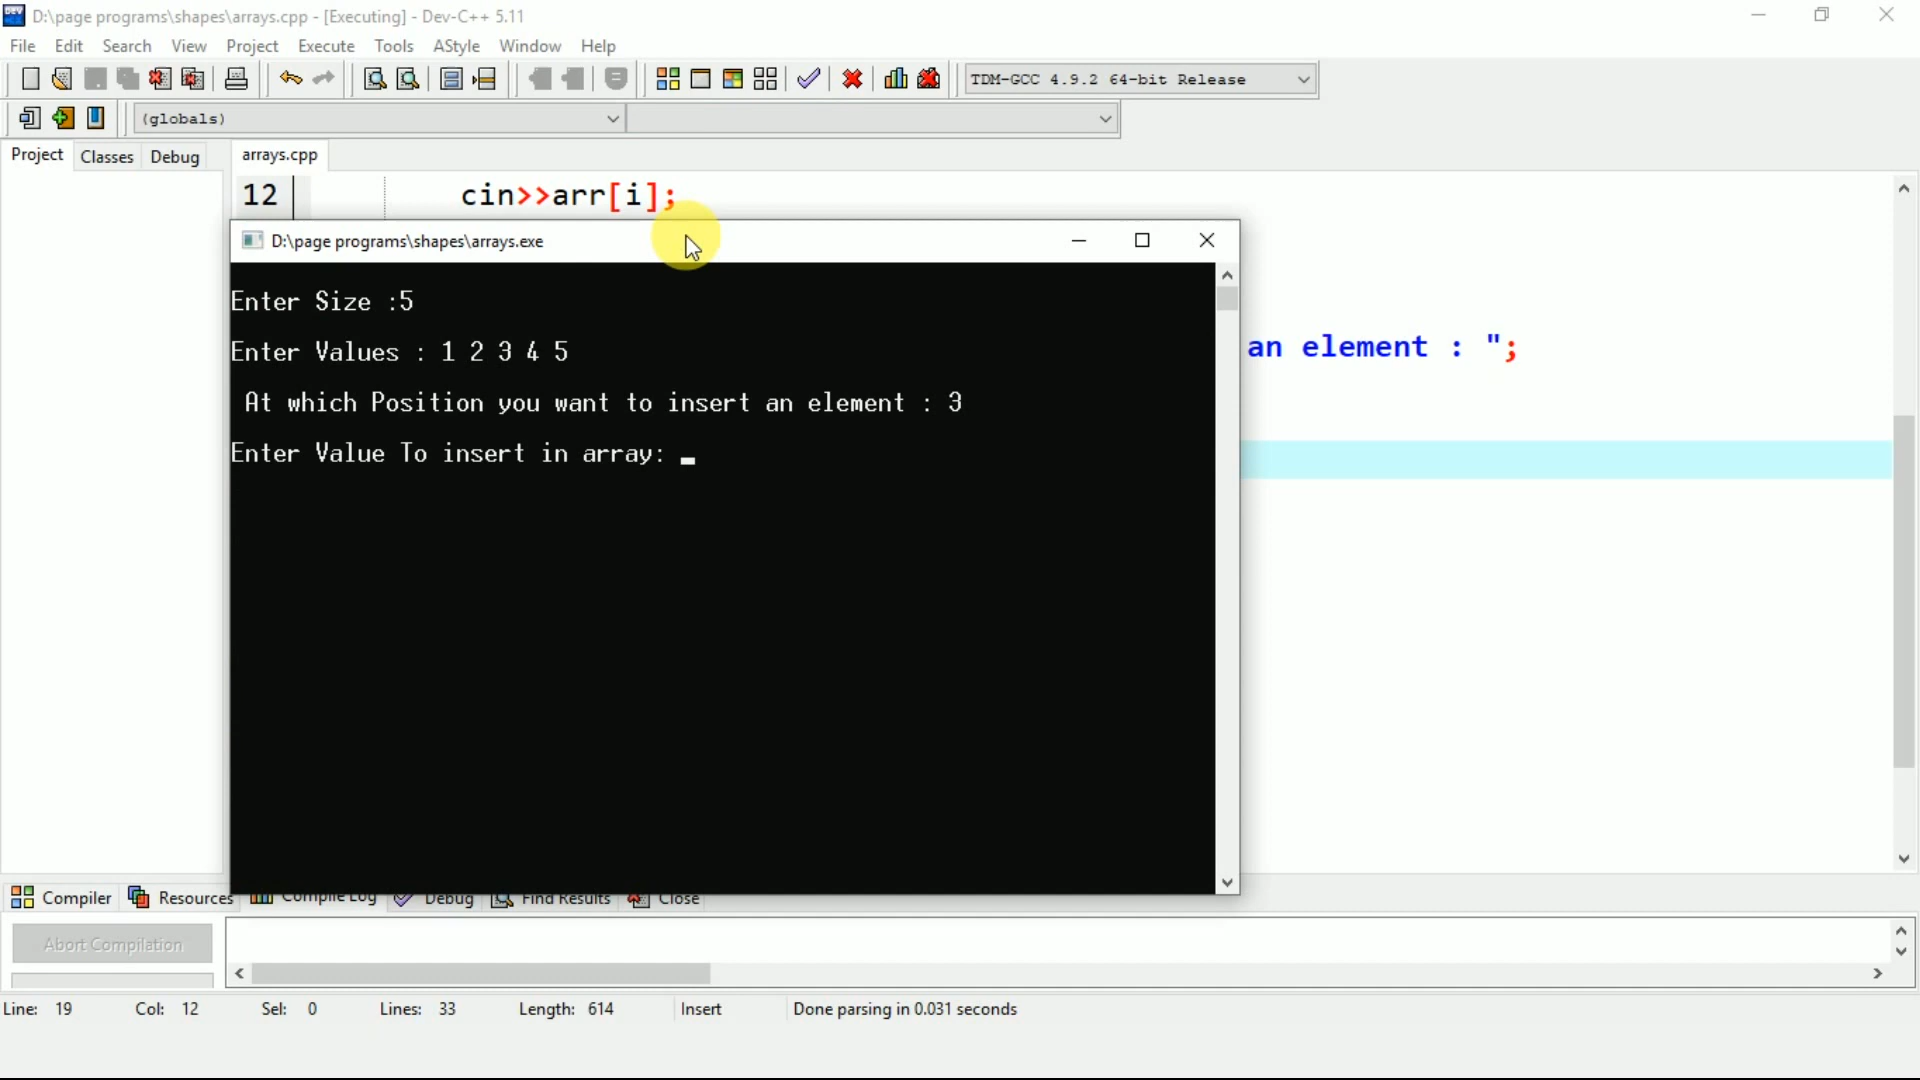 D:\page programs\shapes\arrays.cpp - [Executing] - Dev-C++ 5.11
File Edit Search View Project Execute Tools AStyle Window Help
TDM-GCC 4.9.2 64-bit Release
(globals)
Project Classes Debug arrays.cpp
12 cin>>arr[i];
D:\page programs\shapes\arrays.exe
Enter Size :5
an element : ";
Enter Values : 1 2 3 4 5
At which Position you want to insert an element : 3
Enter Value To insert in array:
Compiler Resources Compile Log Debug Find Results Close
Abort Compilation
Line: 19 Col: 12 Sel: 0 Lines: 33 Length: 614 Insert Done parsing in 0.031 seconds